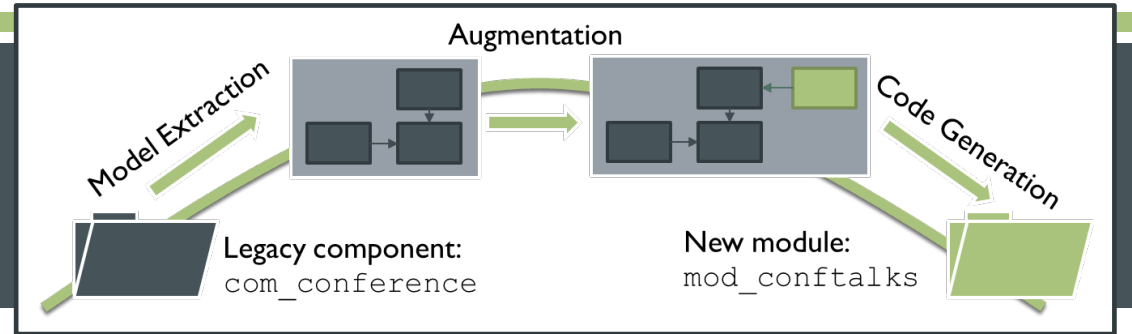 Augmentation
Model Extraction
Code Generation
Legacy component:
com_conference
New module:
mod_conftalks